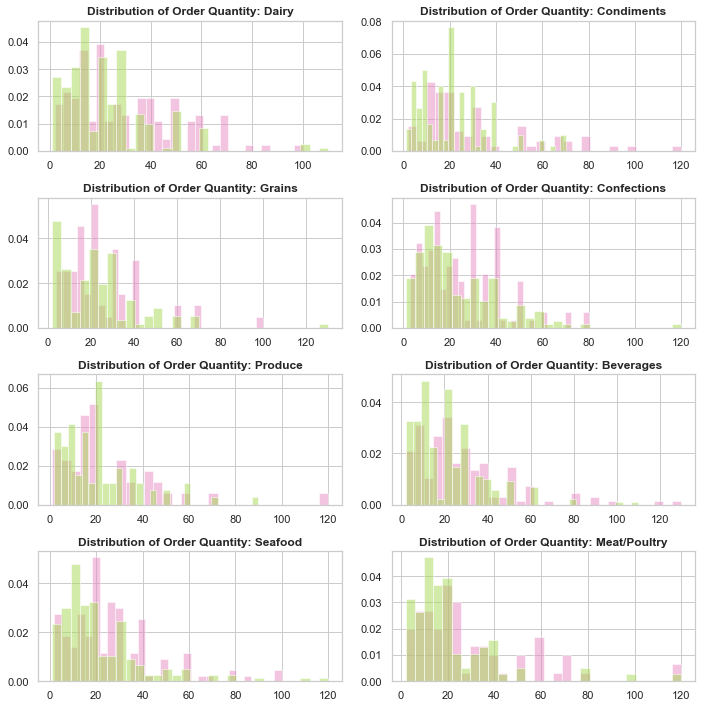 Distribution of Order Quantity: Dairy
0.04
0.03
0.02
0.01
0.00
0 20 40 60 80 100
Distribution of Order Quantity: Condiments
0.08
0.06
0.04
0.02
0.00
0 20 40 60 80 100 120
Distribution of Order Quantity: Grains
0.04
0.02
0.00
0 20 40 60 80 100 120
Distribution of Order Quantity: Confections
0.04
0.03
0.02
0.01
0.00
0 20 40 60 80 100 120
Distribution of Order Quantity: Produce
0.06
0.04
0.02
0.00
0 20 40 60 80 100 120
Distribution of Order Quantity: Beverages
0.04
0.02
0.00
0 20 40 60 80 100 120
Distribution of Order Quantity: Seafood
0.04
0.02
0.00
0 20 40 60 80 100 120
Distribution of Order Quantity: Meat/Poultry
0.04
0.03
0.02
0.01
0.00
0 20 40 60 80 100 120